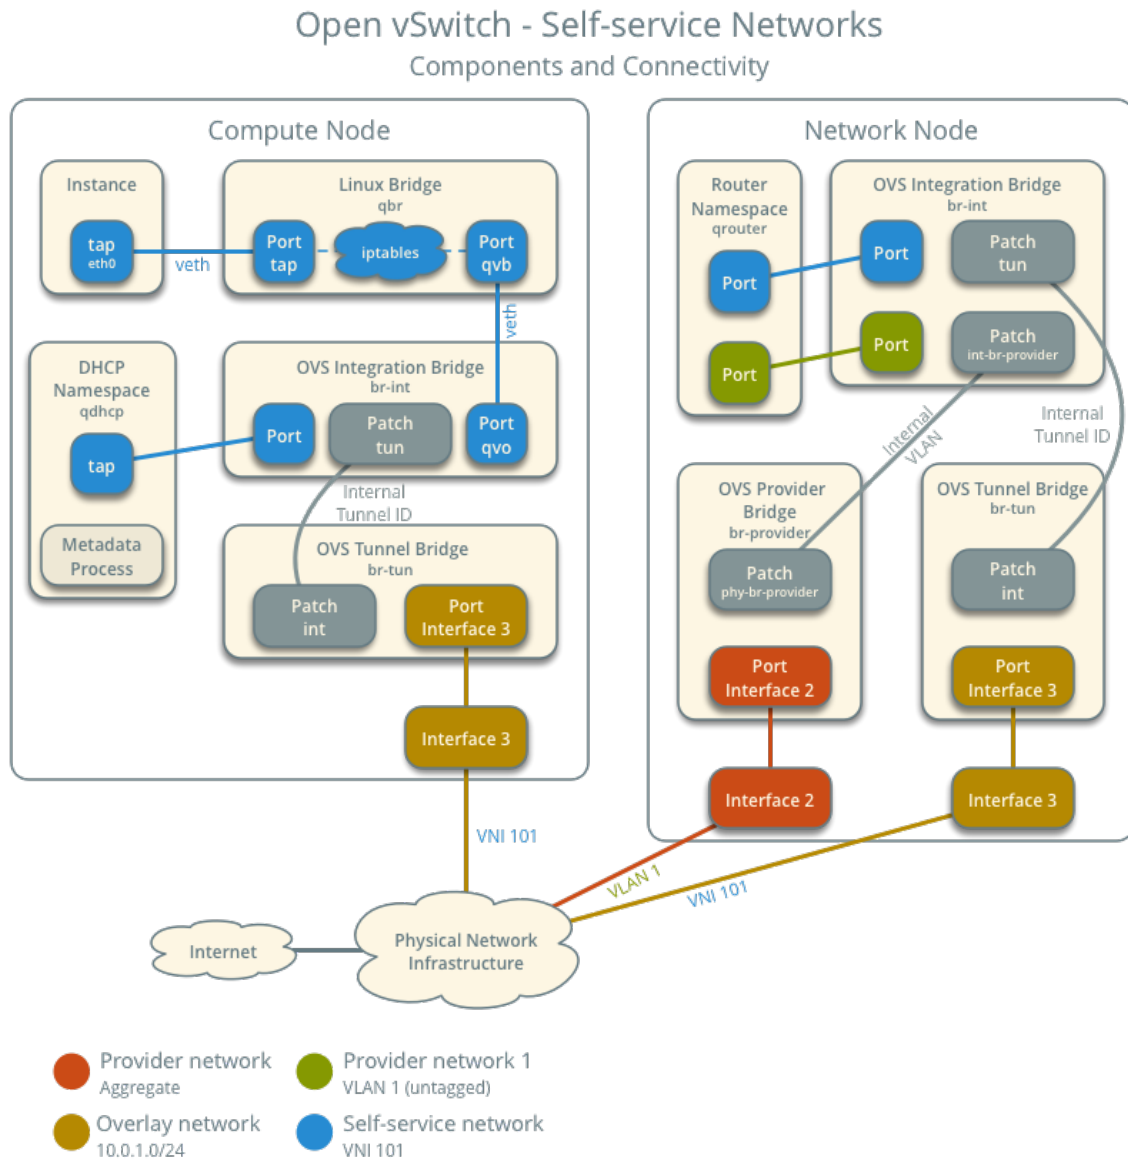 Open vSwitch - Self-service Networks
Components and Connectivity
Compute Node
Instance
tap
eth0
veth
Linux Bridge
qbr
Port
tap
iptables
Port
qvb
veth
DHCP
Namespace
qdhcp
tap
Metadata
Process
OVS Integration Bridge
br-int
Port
Patch
tun
Port
qvo
Internal
Tunnel ID
OVS Tunnel Bridge
br-tun
Patch
int
Port
Interface 3
Interface 3
VNI 101
Network Node
Router
Namespace
qrouter
Port
Port
OVS Integration Bridge
br-int
Port
Patch
tun
Port
Patch
int-br-provider
Internal
VLAN
Internal
Tunnel ID
OVS Provider
Bridge
br-provider
Patch
phy-br-provider
Port
Interface 2
OVS Tunnel Bridge
br-tun
Patch
int
Port
Interface 3
Interface 2
Interface 3
VLAN 1
VNI 101
Internet
Physical Network
Infrastructure
Provider network
Aggregate
Provider network 1
VLAN 1 (untagged)
Overlay network
10.0.1.0/24
Self-service network
VNI 101